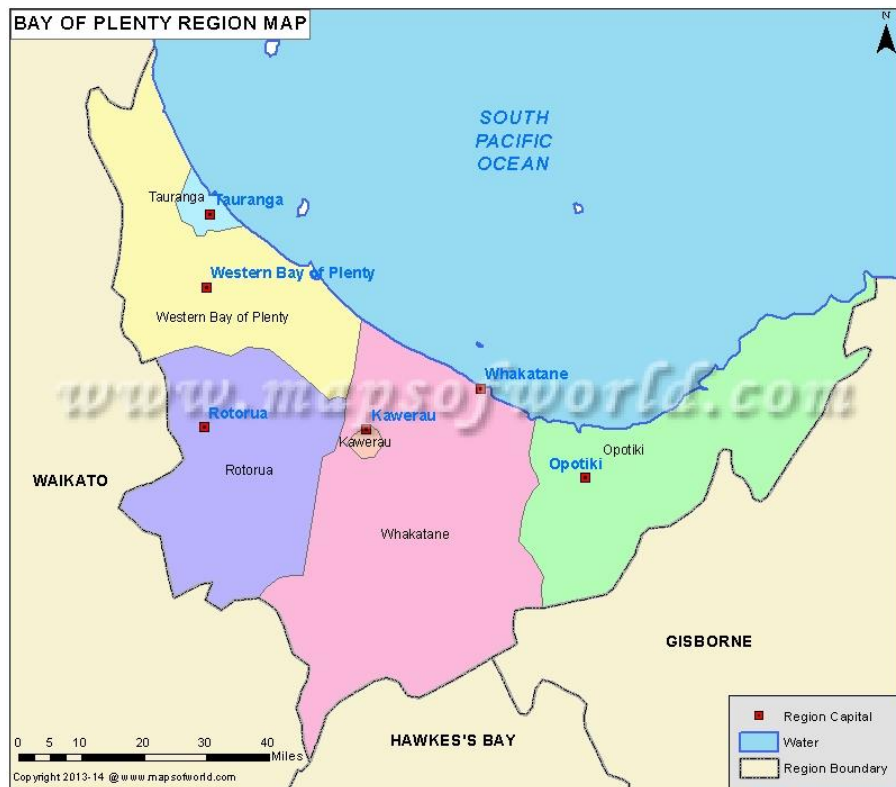 BAY OF PLENTY REGION MAP
N
SOUTH
PACIFIC
OCEAN
Tauranga
Tauranga
Western Bay of Plenty
Western Bay of Plenty
Whakatane
www.mapsofworld.com
Rotorua
Kawerau
Kawerau
Rotorua
Opotiki
Opotiki
WAIKATO
Whakatane
GISBORNE
HAWKES'S BAY
Region Capital
Water
Region Boundary
0 5 10 20 30 40
Miles
Copyright 2013-14 @ www.mapsofworld.com